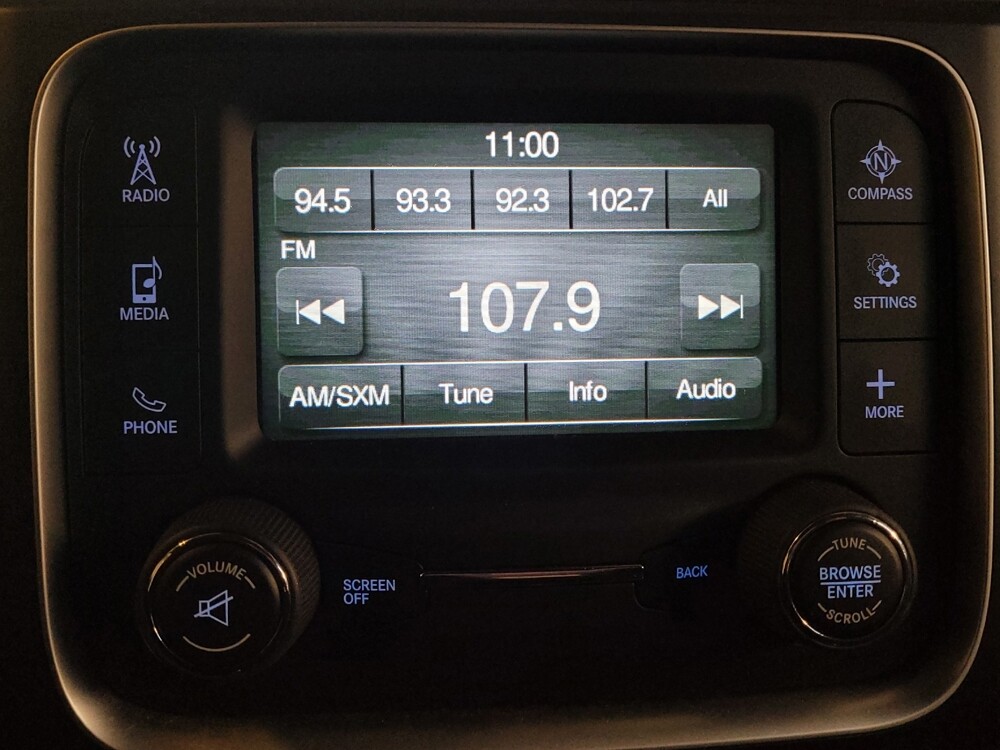 11:00
94.5 93.3 92.3 102.7 All
FM
107.9
AM/SXM Tune Info Audio
RADIO
MEDIA
PHONE
COMPASS
N
SETTINGS
MORE
VOLUME
SCREEN
OFF
BACK
TUNE
BROWSE
ENTER
SCROLL